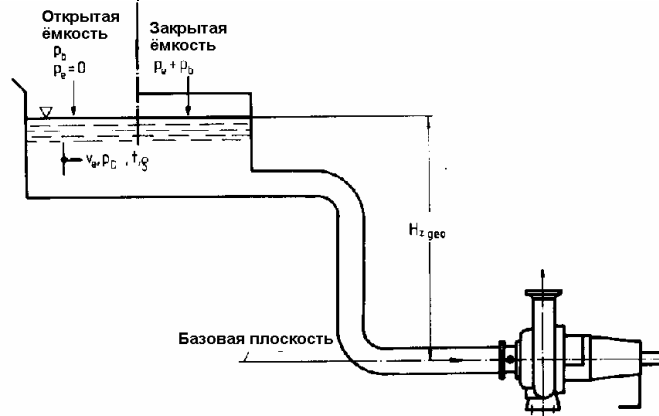 Открытая
ёмкость
p_b
p_e=0
Закрытая
ёмкость
p_e + p_b
v_e, p_D, t, ϱ
H_z geo
Базовая плоскость